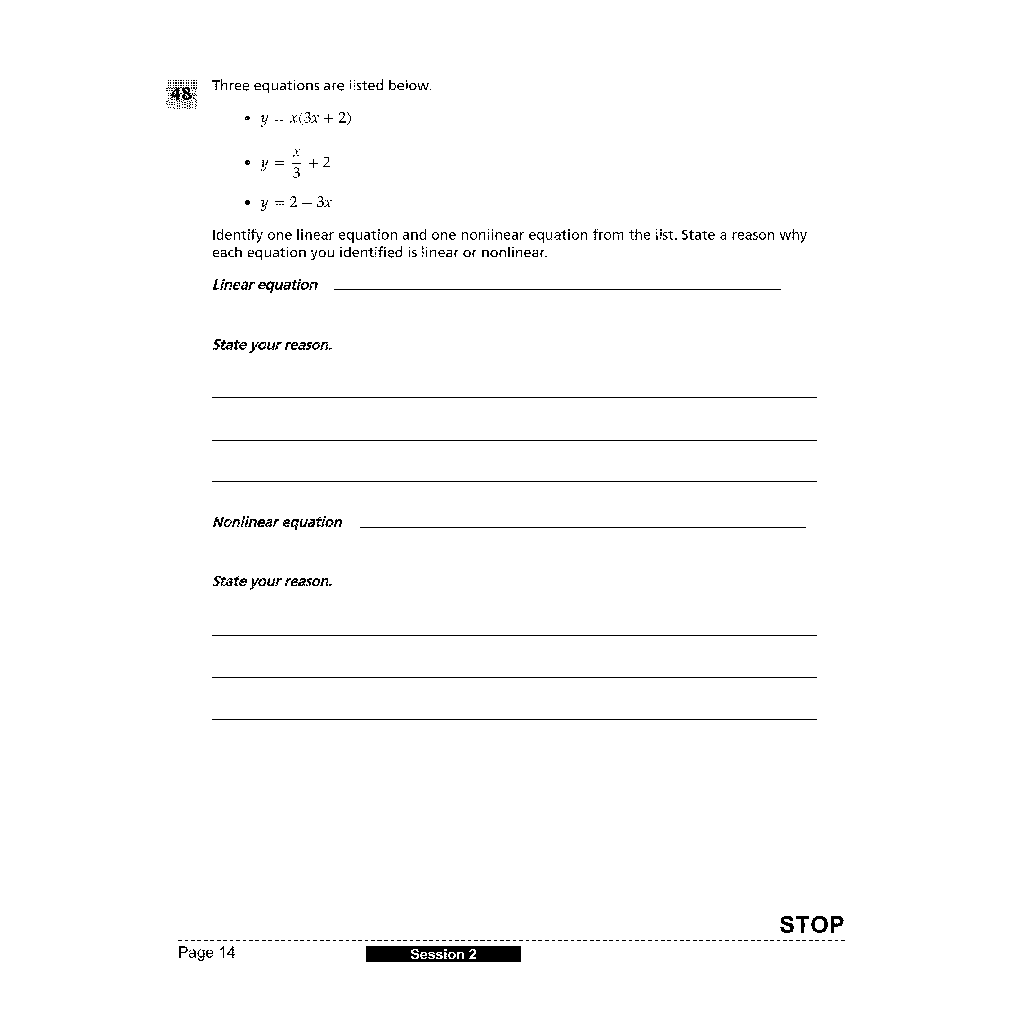 48
Three equations are listed below.
• y = x(3x + 2)
• y = x/3 + 2
• y = 2 – 3x
Identify one linear equation and one nonlinear equation from the list. State a reason why
each equation you identified is linear or nonlinear.
Linear equation
State your reason.
Nonlinear equation
State your reason.
STOP
Page 14
Session 2